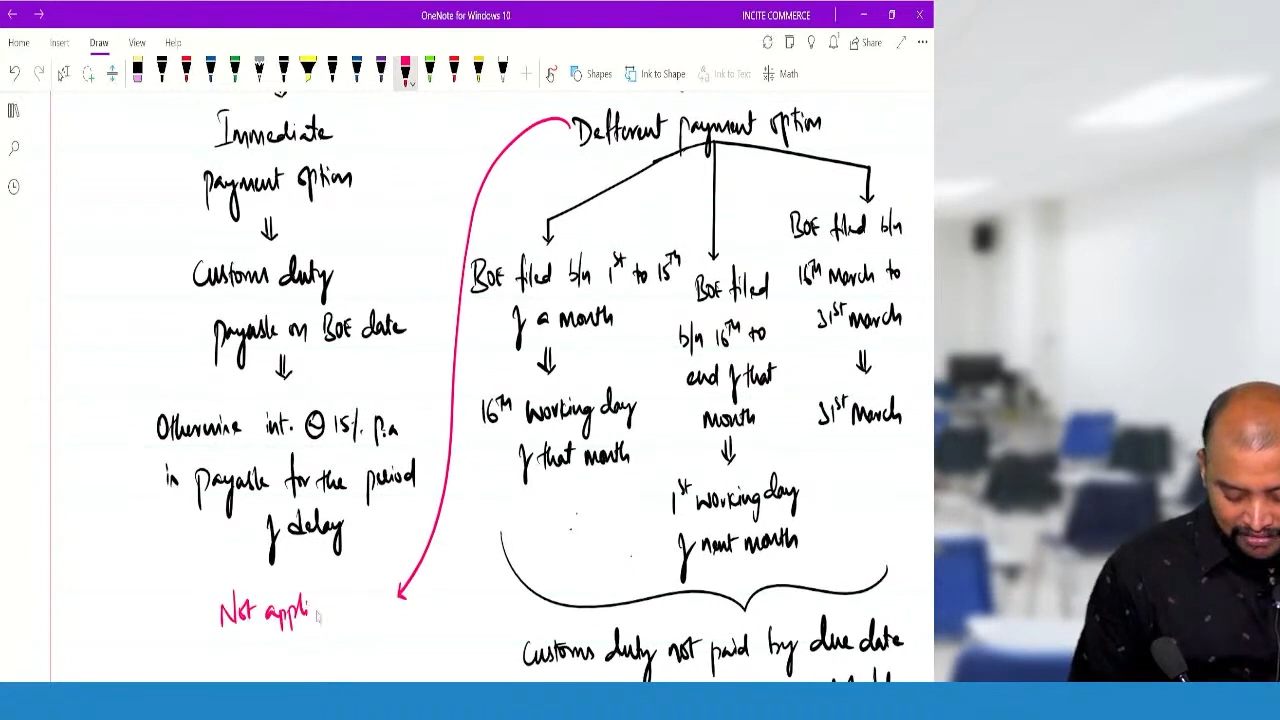 OneNote for Windows 10
INCITE COMMERCE
Home Insert Draw View Help
Share
Shapes
Ink to Shape
Ink to Text
Math
Immediate
payment option
⇓
Customs duty
payable on BOE date
⇓
Otherwise int. @ 15%. p.a
is payable for the period
of delay
Not appli
Defferent payment option
BOE filed b/n 1st to 15th
of a month
⇓
16th working day
of that month
BOE filed
b/n 16th to
end of that
month
⇓
1st working day
of next month
BOE filed b/n
16th March to
31st March
⇓
31st March
Customs duty not paid by due date